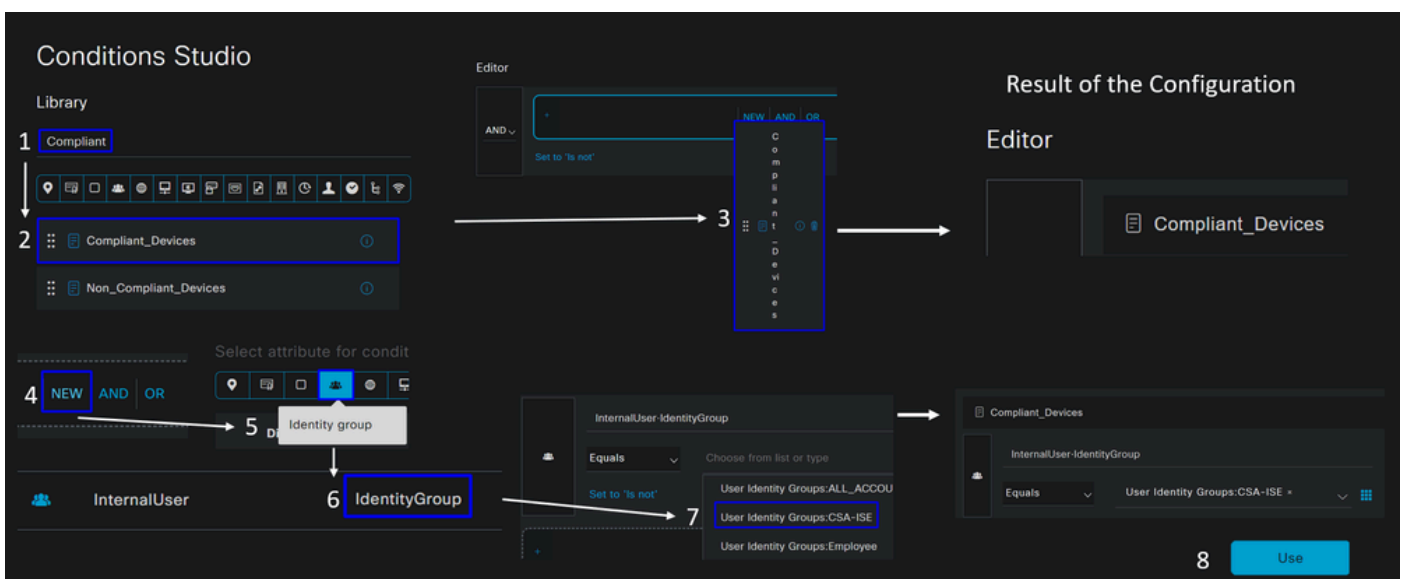 Conditions Studio
Library
1 Compliant
2 Compliant_Devices
Non_Compliant_Devices
Editor
AND
NEW AND OR
Set to 'Is not'
3 Compliant_Devices
Result of the Configuration
Editor
Compliant_Devices
4 NEW AND OR
Select attribute for condit
5 Di
Identity group
InternalUser 6 IdentityGroup
InternalUser·IdentityGroup
Equals Choose from list or type
Set to 'Is not'
User Identity Groups:ALL_ACCOU
7 User Identity Groups:CSA-ISE
User Identity Groups:Employee
Compliant_Devices
InternalUser·IdentityGroup
Equals User Identity Groups:CSA-ISE ×
8 Use